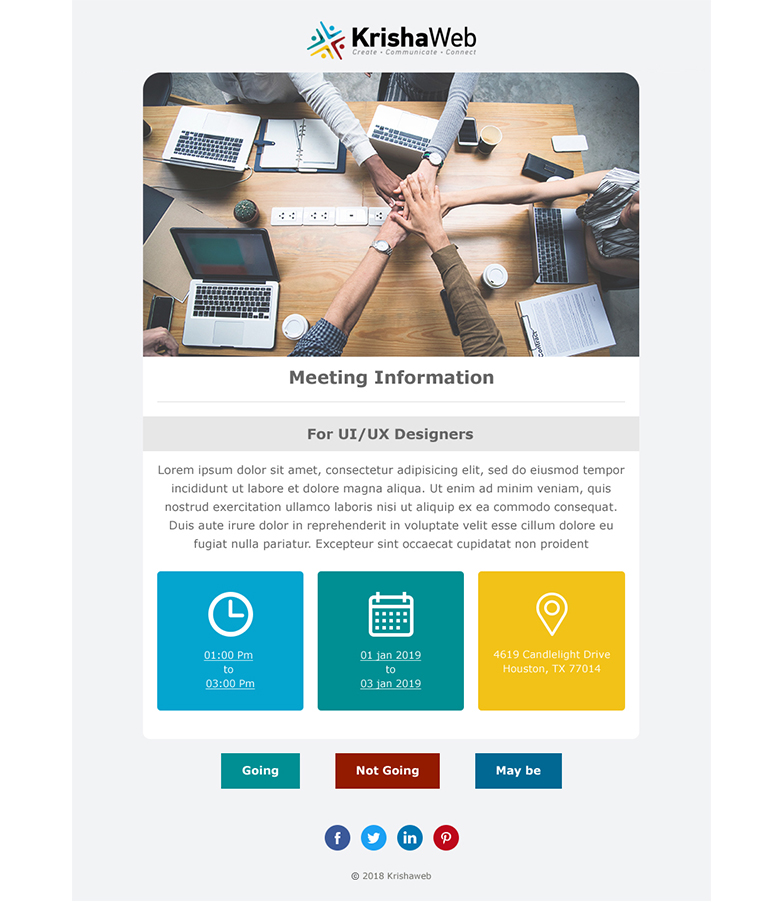 KrishaWeb
Create • Communicate • Connect
Contract
Meeting Information
For UI/UX Designers
Lorem ipsum dolor sit amet, consectetur adipisicing elit, sed do eiusmod tempor
incididunt ut labore et dolore magna aliqua. Ut enim ad minim veniam, quis
nostrud exercitation ullamco laboris nisi ut aliquip ex ea commodo consequat.
Duis aute irure dolor in reprehenderit in voluptate velit esse cillum dolore eu
fugiat nulla pariatur. Excepteur sint occaecat cupidatat non proident
01:00 Pm
to
03:00 Pm
01 jan 2019
to
03 jan 2019
4619 Candlelight Drive
Houston, TX 77014
Going
Not Going
May be
© 2018 Krishaweb